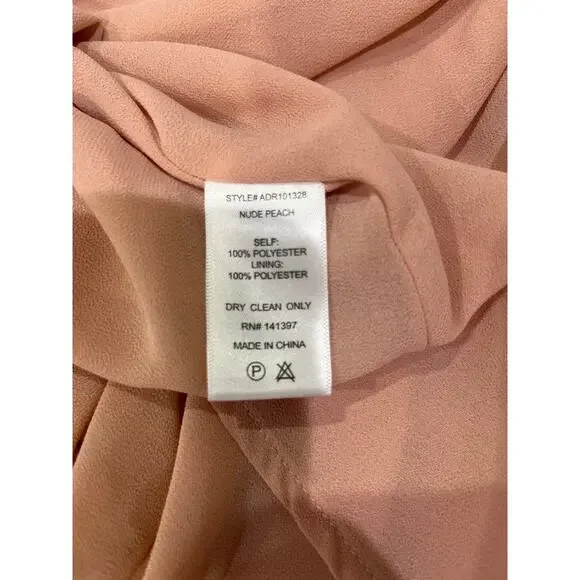 STYLE# ADR101328
NUDE PEACH
SELF:
100% POLYESTER
LINING:
100% POLYESTER
DRY CLEAN ONLY
RN# 141397
MADE IN CHINA
P